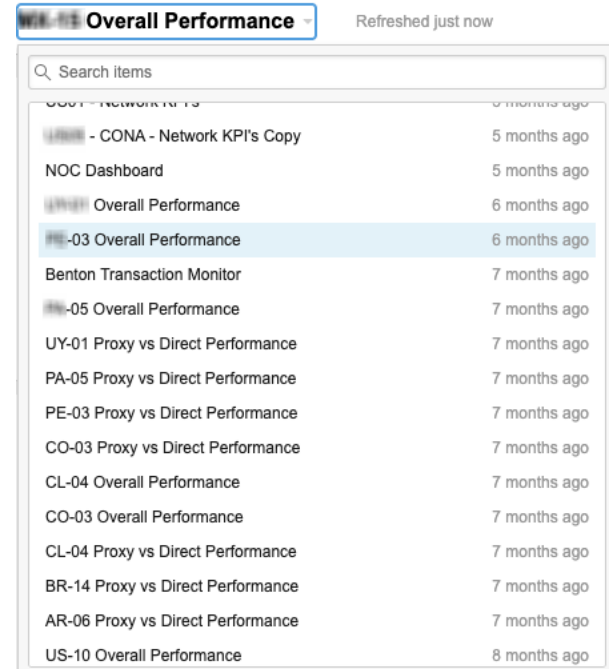 Overall Performance
Refreshed just now
Search items
- CONA - Network KPI's Copy 5 months ago
NOC Dashboard 5 months ago
Overall Performance 6 months ago
-03 Overall Performance 6 months ago
Benton Transaction Monitor 7 months ago
-05 Overall Performance 7 months ago
UY-01 Proxy vs Direct Performance 7 months ago
PA-05 Proxy vs Direct Performance 7 months ago
PE-03 Proxy vs Direct Performance 7 months ago
CO-03 Proxy vs Direct Performance 7 months ago
CL-04 Overall Performance 7 months ago
CO-03 Overall Performance 7 months ago
CL-04 Proxy vs Direct Performance 7 months ago
BR-14 Proxy vs Direct Performance 7 months ago
AR-06 Proxy vs Direct Performance 7 months ago
US-10 Overall Performance 8 months ago